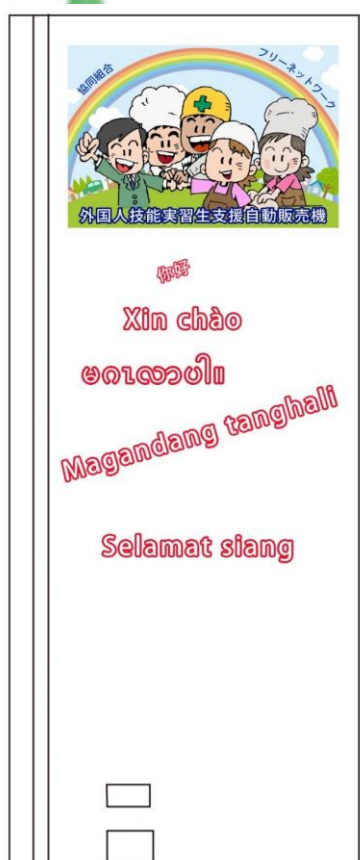 協同組合
フリーネットワーク
外国人技能実習生支援自動販売機
你好
Xin chào
မင်္ဂလာပါ။
Magandang tanghali
Selamat siang